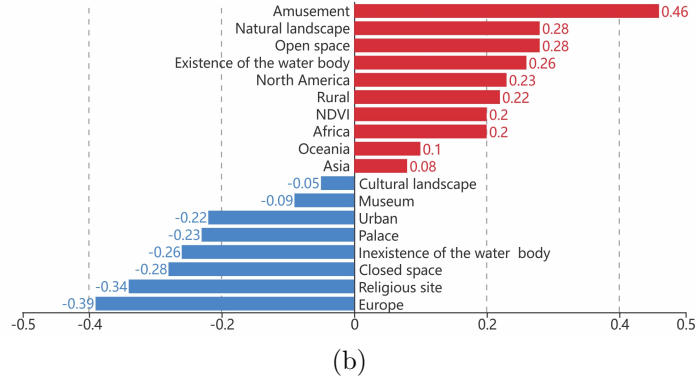 Amusement 0.46
Natural landscape 0.28
Open space 0.28
Existence of the water body 0.26
North America 0.23
Rural 0.22
NDVI 0.2
Africa 0.2
Oceania 0.1
Asia 0.08
-0.05 Cultural landscape
-0.09 Museum
-0.22 Urban
-0.23 Palace
-0.26 Inexistence of the water body
-0.28 Closed space
-0.34 Religious site
-0.39 Europe
-0.5 -0.4 -0.2 0 0.2 0.4 0.5
(b)